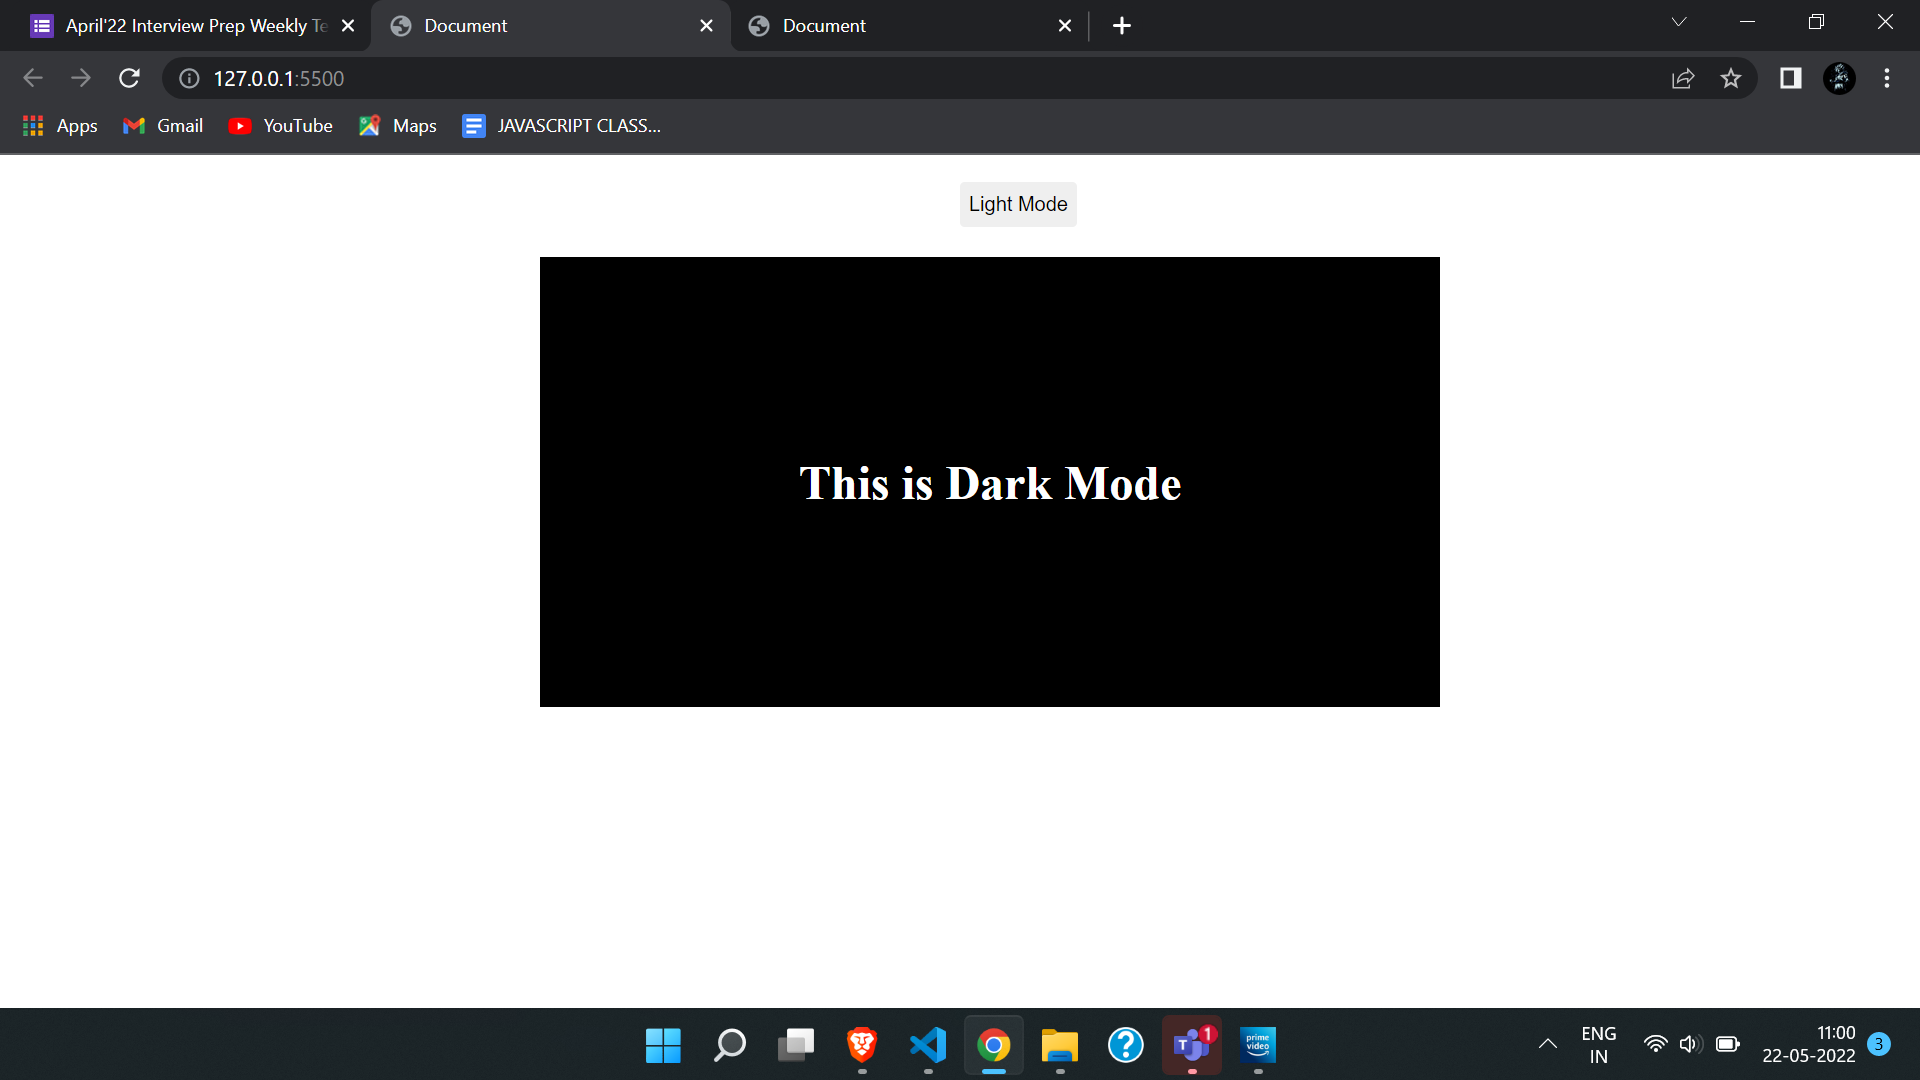 April'22 Interview Prep Weekly Te
Document
Document
127.0.0.1:5500
Apps
Gmail
YouTube
Maps
JAVASCRIPT CLASS...
Light Mode
This is Dark Mode
T
1
prime
video
ENG
IN
11:00
22-05-2022
3